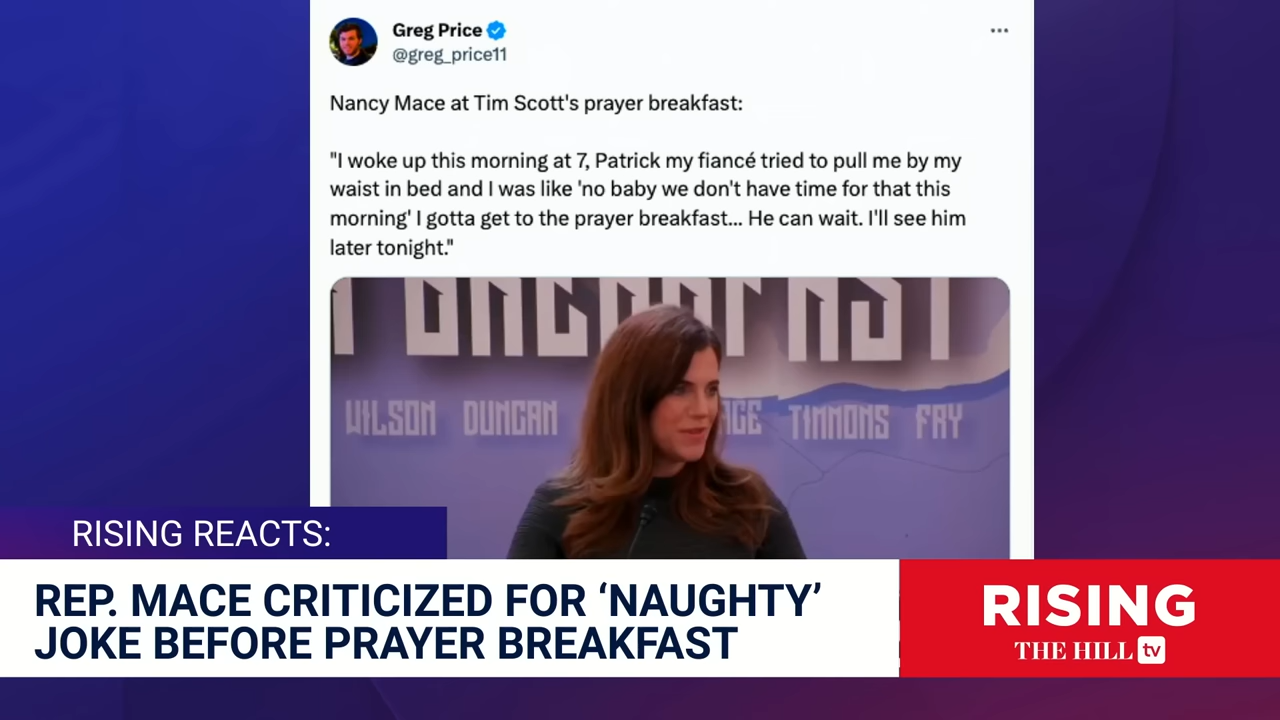 Greg Price
@greg_price11
Nancy Mace at Tim Scott's prayer breakfast:
"I woke up this morning at 7, Patrick my fiancé tried to pull me by my
waist in bed and I was like 'no baby we don't have time for that this
morning' I gotta get to the prayer breakfast... He can wait. I'll see him
later tonight."
WILSON DUNCAN TIMMONS FRY
RISING REACTS:
REP. MACE CRITICIZED FOR ‘NAUGHTY’
JOKE BEFORE PRAYER BREAKFAST
RISING
THE HILL tv